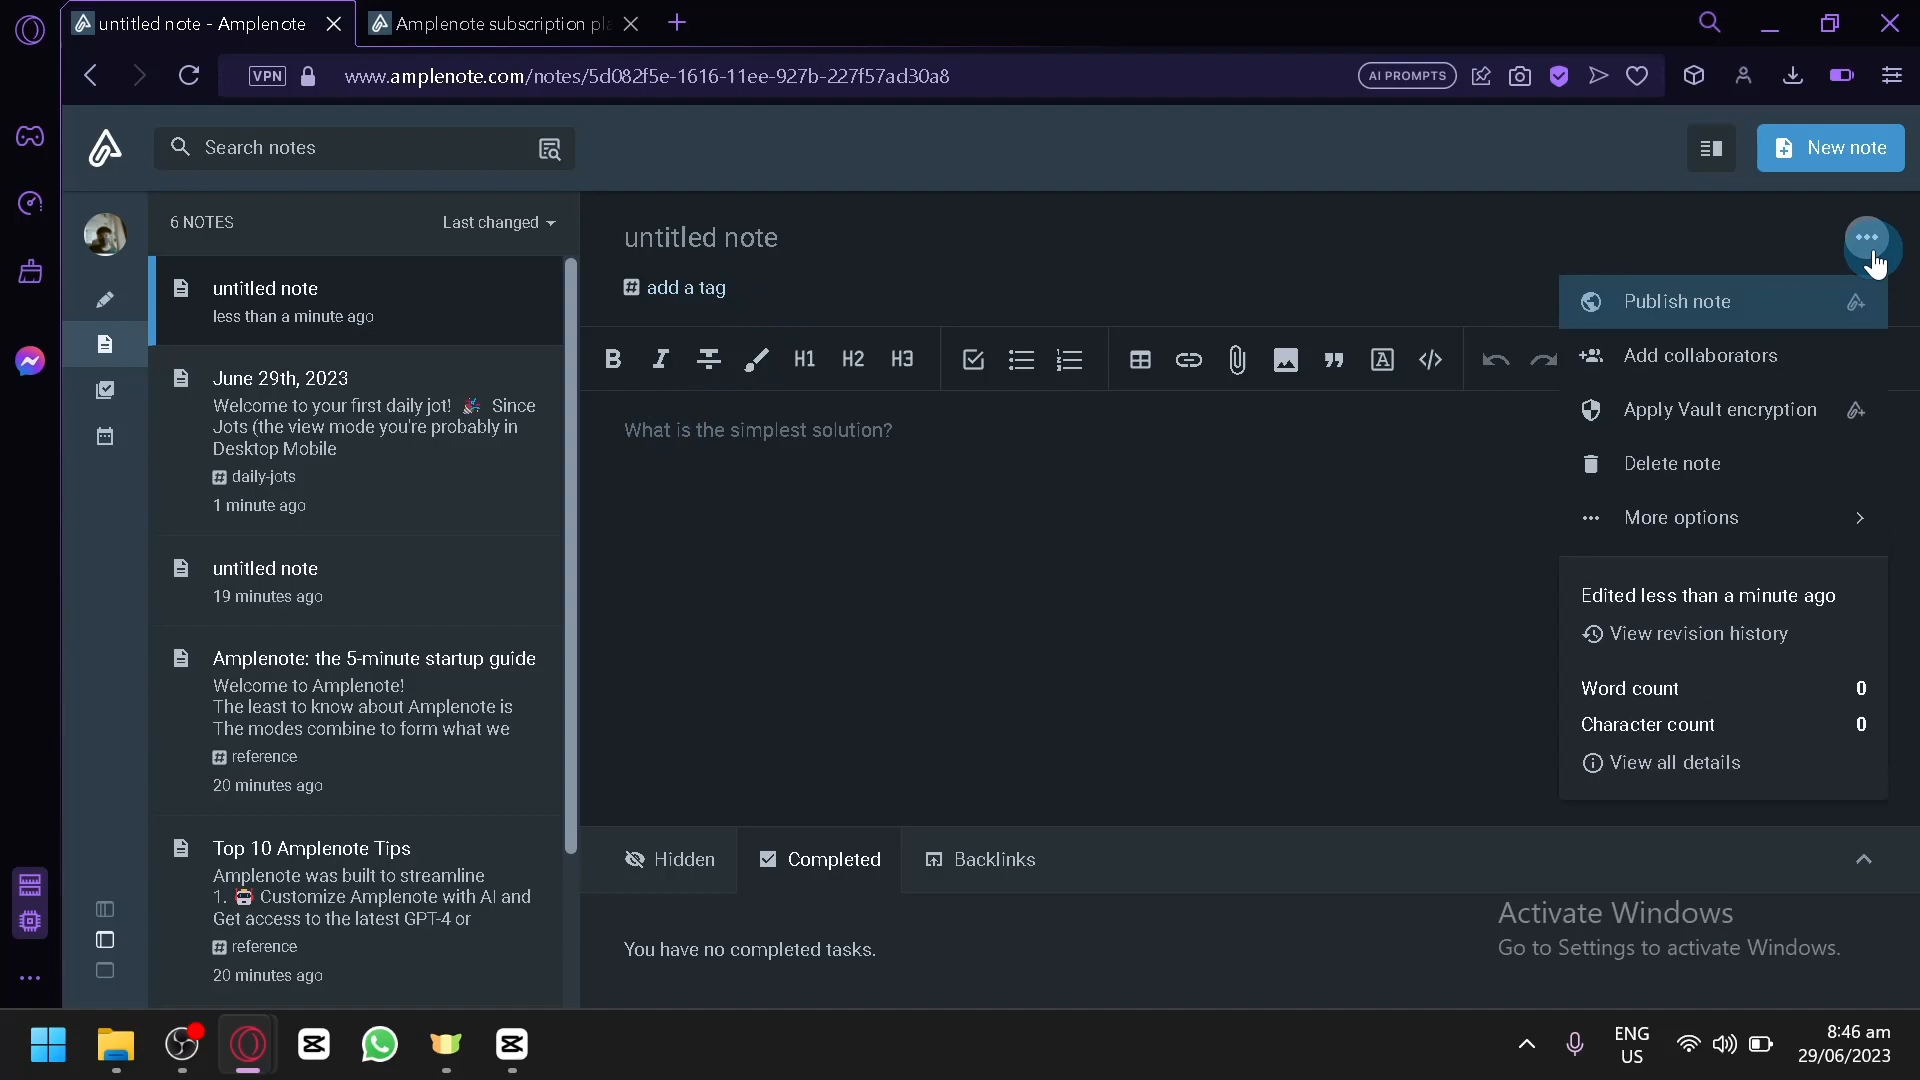 untitled note - Amplenote
Amplenote subscription pla
VPN
www.amplenote.com/notes/5d082f5e-1616-11ee-927b-227f57ad30a8
AI PROMPTS
Search notes
New note
6 NOTES
Last changed
untitled note
less than a minute ago
June 29th, 2023
Welcome to your first daily jot! 🎉 Since
Jots (the view mode you're probably in
Desktop Mobile
# daily-jots
1 minute ago
untitled note
19 minutes ago
Amplenote: the 5-minute startup guide
Welcome to Amplenote!
The least to know about Amplenote is
The modes combine to form what we
# reference
20 minutes ago
Top 10 Amplenote Tips
Amplenote was built to streamline
1. 🤖 Customize Amplenote with AI and
Get access to the latest GPT-4 or
# reference
20 minutes ago
untitled note
# add a tag
B I S H1 H2 H3
What is the simplest solution?
Publish note
Add collaborators
Apply Vault encryption
Delete note
More options
Edited less than a minute ago
View revision history
Word count 0
Character count 0
View all details
Hidden
Completed
Backlinks
You have no completed tasks.
Activate Windows
Go to Settings to activate Windows.
ENG
US
8:46 am
29/06/2023